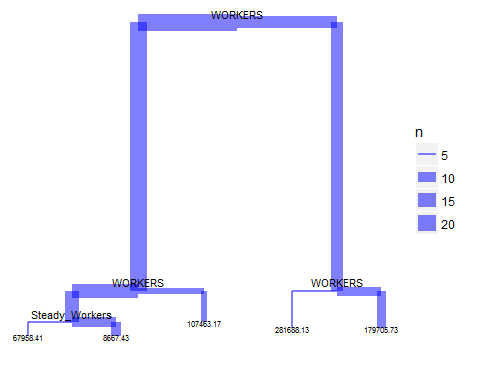 WORKERS
n
5
10
15
20
WORKERS
WORKERS
Steady_Workers
107453.17
67958.41
8667.43
281688.13
179705.73